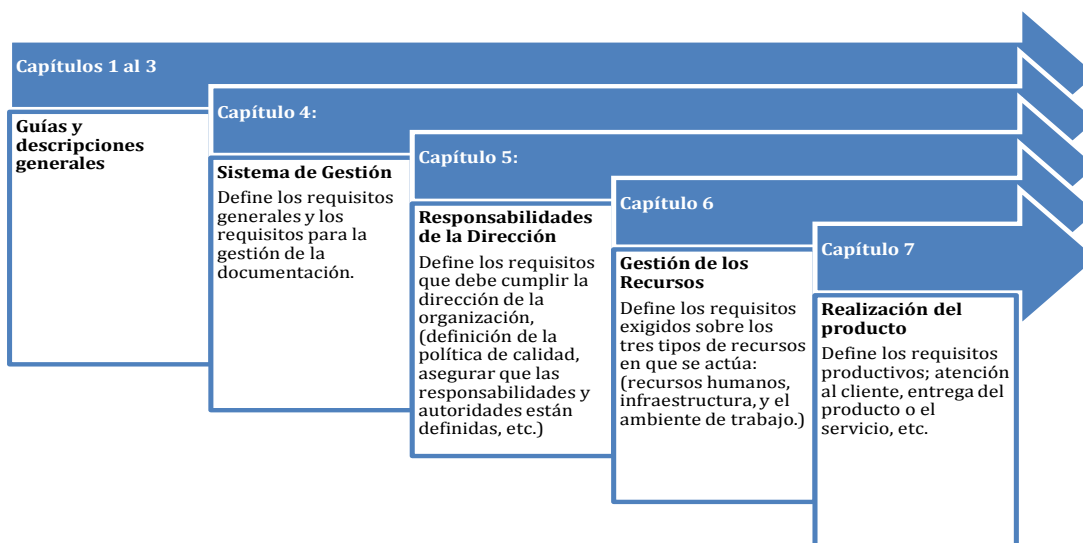 Capítulos 1 al 3
Guías y
descripciones
generales
Capítulo 4:
Sistema de Gestión
Define los requisitos
generales y los
requisitos para la
gestión de la
documentación.
Capítulo 5:
Responsabilidades
de la Dirección
Define los requisitos
que debe cumplir la
dirección de la
organización,
(definición de la
política de calidad,
asegurar que las
responsabilidades y
autoridades están
definidas, etc.)
Capítulo 6
Gestión de los
Recursos
Define los requisitos
exigidos sobre los
tres tipos de recursos
en que se actúa:
(recursos humanos,
infraestructura, y el
ambiente de trabajo.)
Capítulo 7
Realización del
producto
Define los requisitos
productivos; atención
al cliente, entrega del
producto o el
servicio, etc.